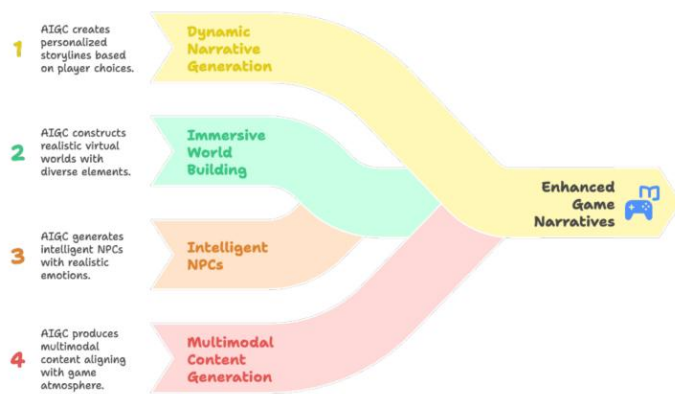 1
AIGC creates
personalized
storylines based
on player choices.
Dynamic
Narrative
Generation
2
AIGC constructs
realistic virtual
worlds with
diverse elements.
Immersive
World
Building
3
AIGC generates
intelligent NPCs
with realistic
emotions.
Intelligent
NPCs
4
AIGC produces
multimodal
content aligning
with game
atmosphere.
Multimodal
Content
Generation
Enhanced
Game
Narratives